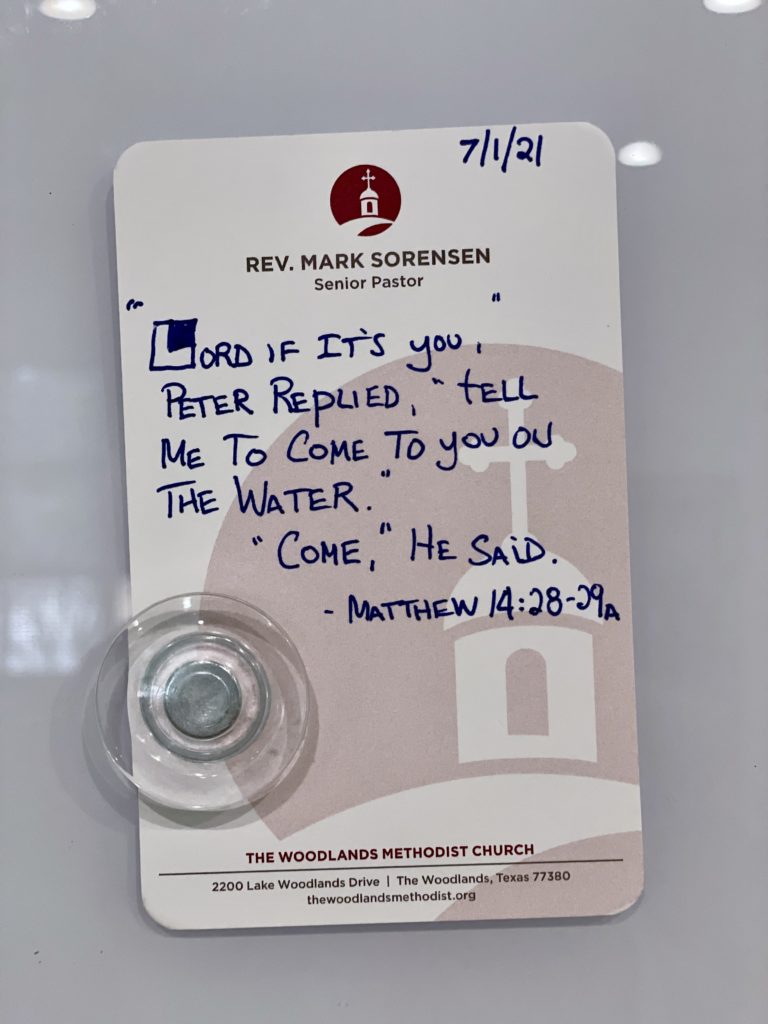 7/1/21
REV. MARK SORENSEN
Senior Pastor
"LORD IF IT'S YOU,"
PETER REPLIED, "TELL
ME TO COME TO YOU ON
THE WATER."
"COME," HE SAID.
- MATTHEW 14:28-29A
THE WOODLANDS METHODIST CHURCH
2200 Lake Woodlands Drive | The Woodlands, Texas 77380
thewoodlandsmethodist.org